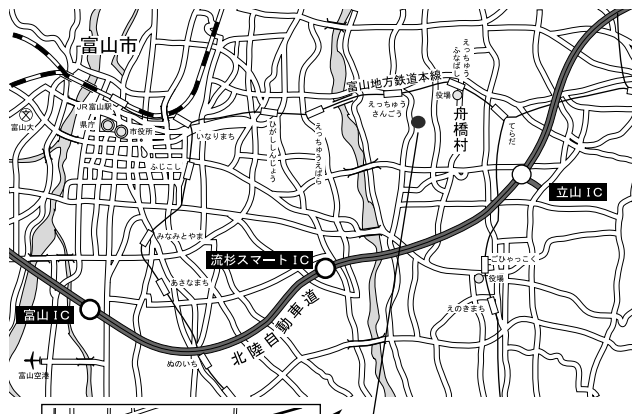 富山市
富山地方鉄道本線
えっちゅう
ふなばし
役場
舟橋村
えっちゅう
さんごう
JR富山駅
県庁
市役所
富山大
いなりまち
ひがししんじょう
えっちゅうえばら
てらだ
ふじこし
立山IC
みなみとやま
流杉スマートIC
ごひゃっこく
役場
あさなまち
えのきまち
富山IC
北陸自動車道
ぬのいち
富山空港